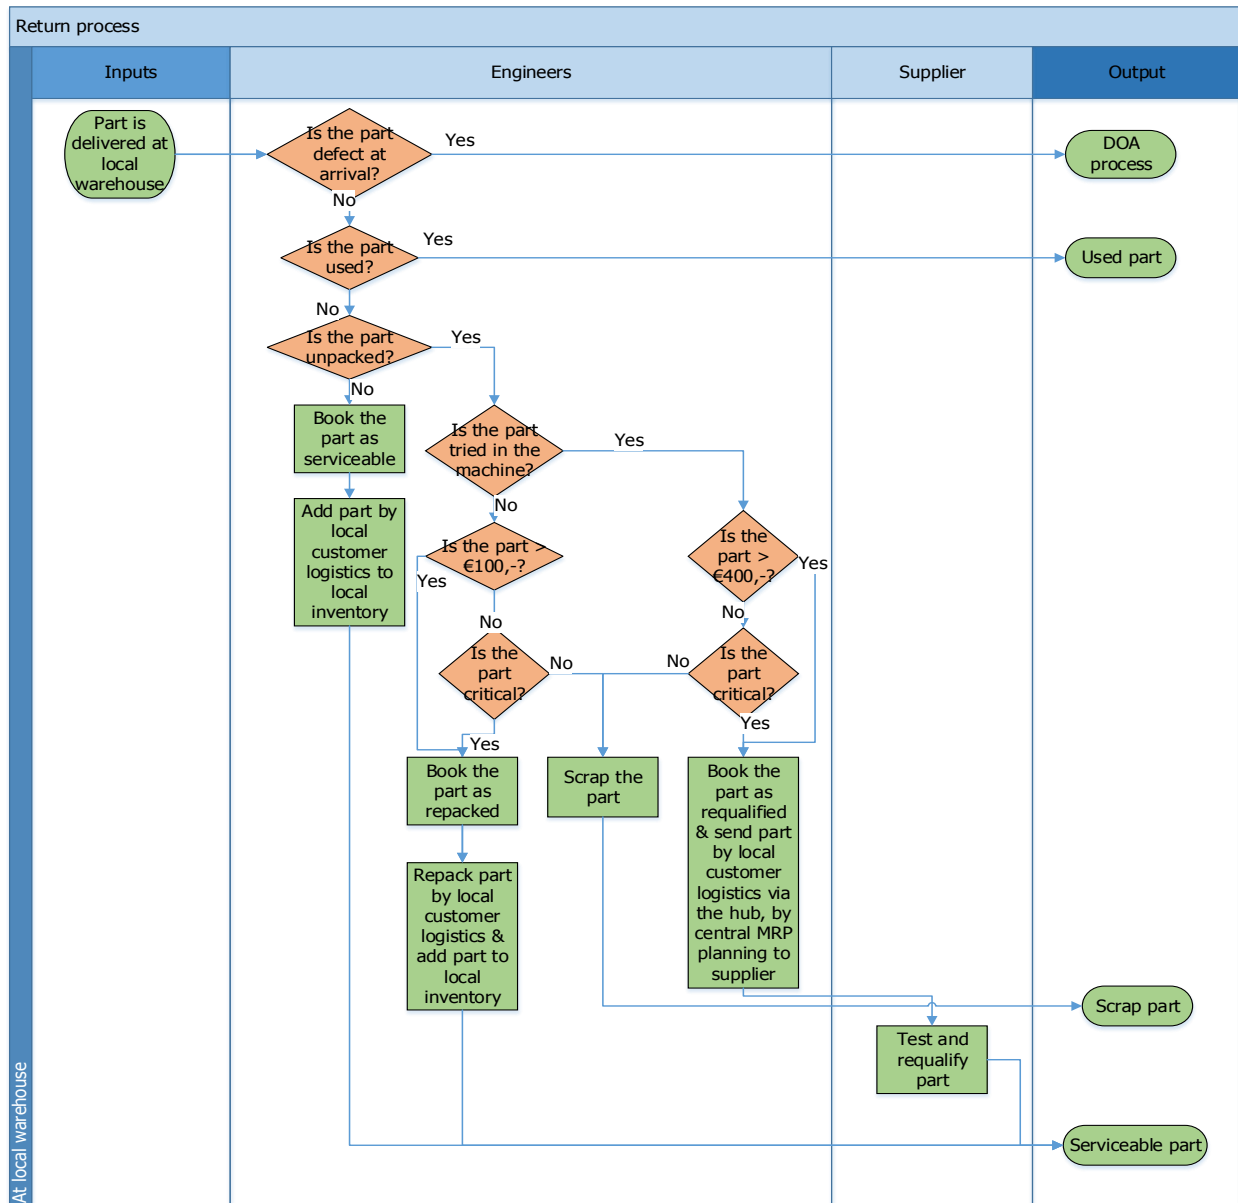 Return process
Inputs
Engineers
Supplier
Output
Part is
delivered at
local
warehouse
Is the part
defect at
arrival?
Yes
DOA
process
No
Is the part
used?
Yes
Used part
No
Is the part
unpacked?
Yes
No
Book the
part as
serviceable
Is the part
tried in the
machine?
Yes
No
Add part by
local
customer
logistics to
local
inventory
Is the part >
€100,-?
Yes
Is the
part >
€400,-?
Yes
No
No
Is the
part
critical?
No
No
Is the
part
critical?
Yes
Yes
Book the
part as
repacked
Scrap the
part
Book the
part as
requalified
& send part
by local
customer
logistics via
the hub, by
central MRP
planning to
supplier
Repack part
by local
customer
logistics &
add part to
local
inventory
Scrap part
Test and
requalify
part
Serviceable part
At local warehouse